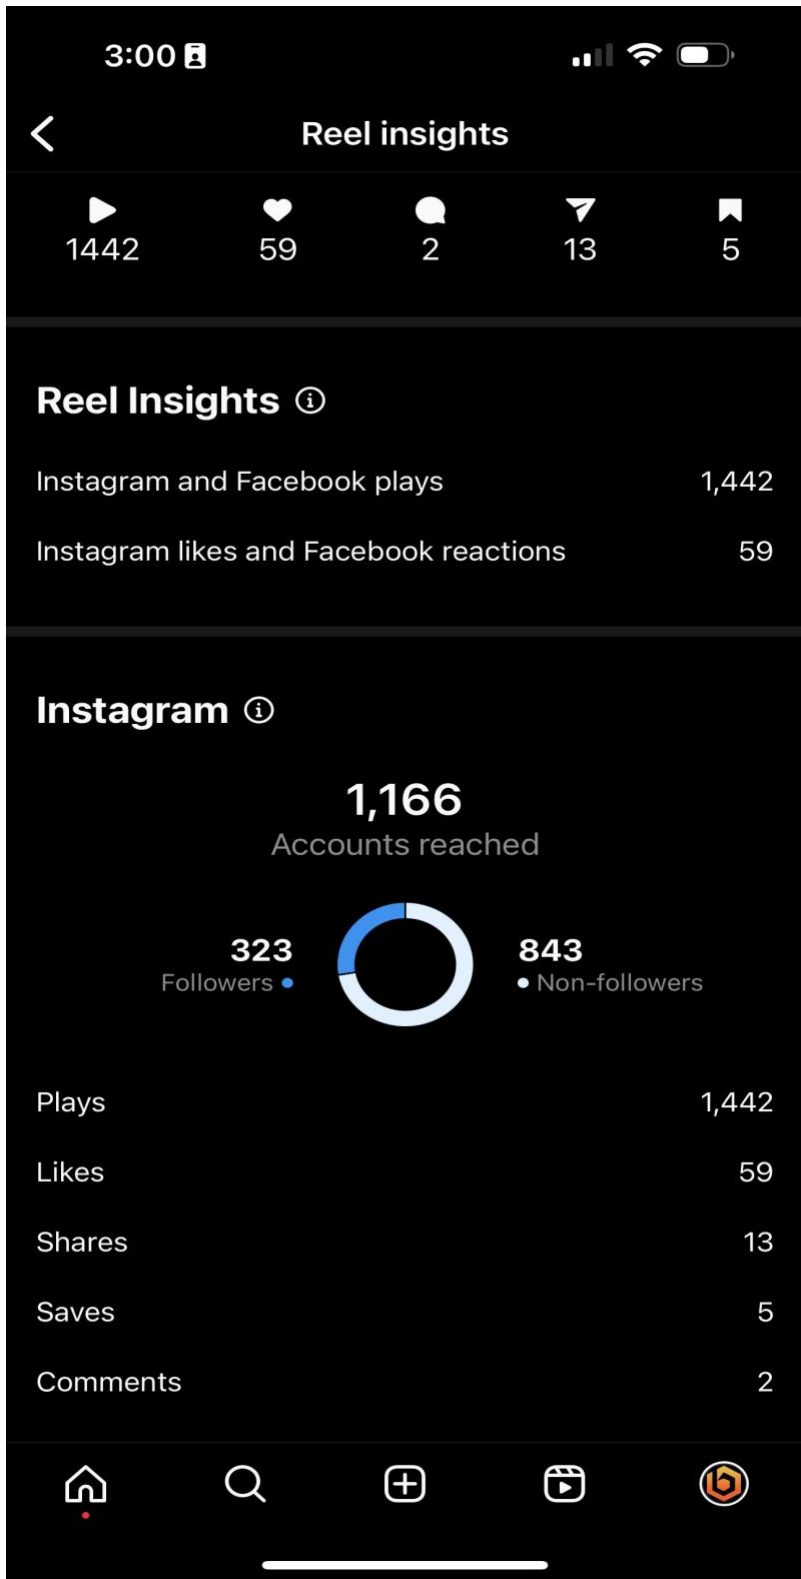 3:00
Reel insights
1442 59 2 13 5
Reel Insights
Instagram and Facebook plays 1,442
Instagram likes and Facebook reactions 59
Instagram
1,166
Accounts reached
323 843
Followers Non-followers
Plays 1,442
Likes 59
Shares 13
Saves 5
Comments 2